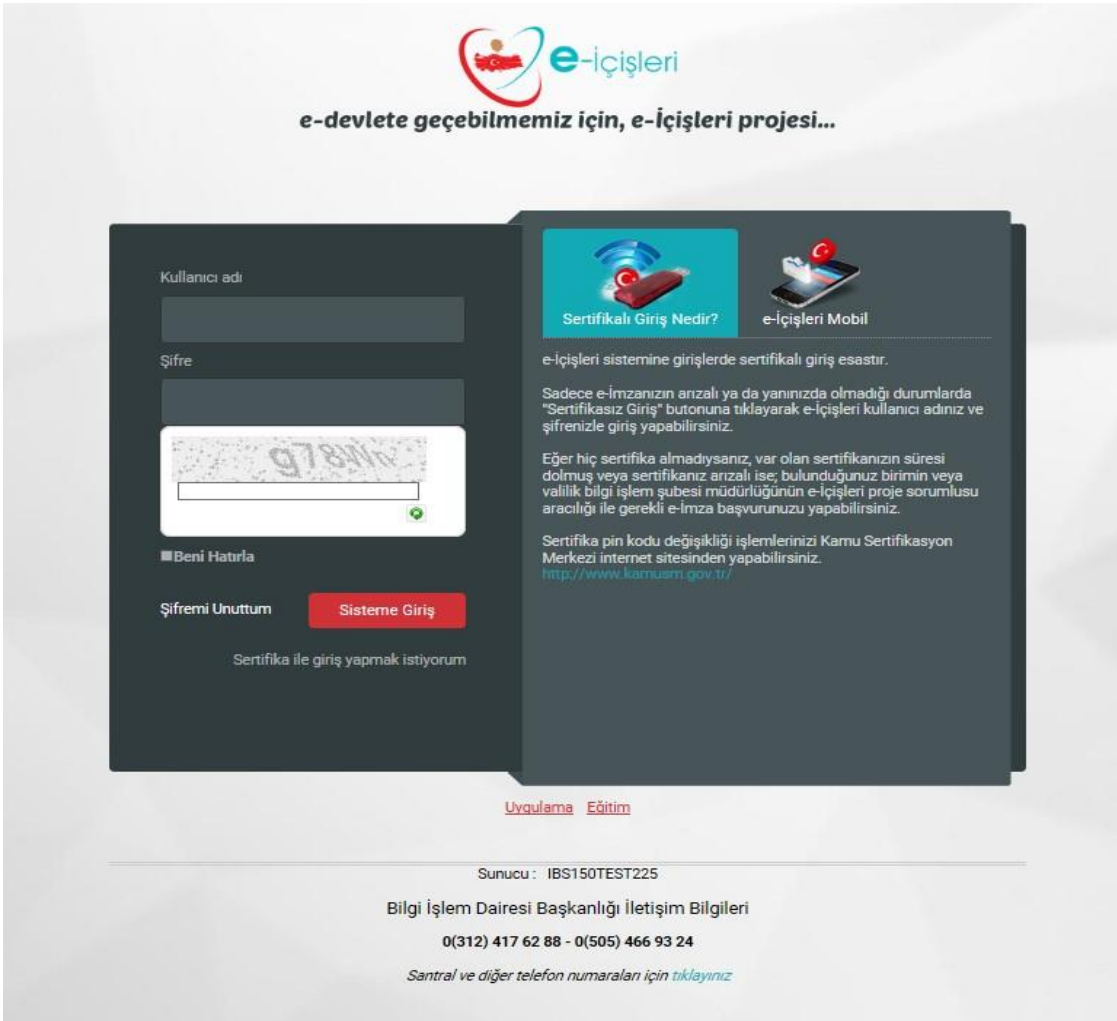 e-İçişleri
e-devlete geçebilmemiz için, e-İçişleri projesi...
Kullanıcı adı
Şifre
Beni Hatırla
Şifremi Unuttum
Sisteme Giriş
Sertifika ile giriş yapmak istiyorum
Sertifikalı Giriş Nedir?
e-İçişleri Mobil
e-İçişleri sistemine girişlerde sertifikalı giriş esastır.
Sadece e-İmzanızın arızalı ya da yanınızda olmadığı durumlarda
"Sertifikasız Giriş" butonuna tıklayarak e-İçişleri kullanıcı adınız ve
şifrenizle giriş yapabilirsiniz.
Eğer hiç sertifika almadıysanız, var olan sertifikanızın süresi
dolmuş veya sertifikanız arızalı ise; bulunduğunuz birimin veya
valilik bilgi işlem şubesi müdürlüğünün e-İçişleri proje sorumlusu
aracılığı ile gerekli e-İmza başvurunuzu yapabilirsiniz.
Sertifika pin kodu değişikliği işlemlerinizi Kamu Sertifikasyon
Merkezi internet sitesinden yapabilirsiniz.
http://www.kamusm.gov.tr/
Uygulama Eğitim
Sunucu : IBS150TEST225
Bilgi İşlem Dairesi Başkanlığı İletişim Bilgileri
0(312) 417 62 88 - 0(505) 466 93 24
Santral ve diğer telefon numaraları için tıklayınız